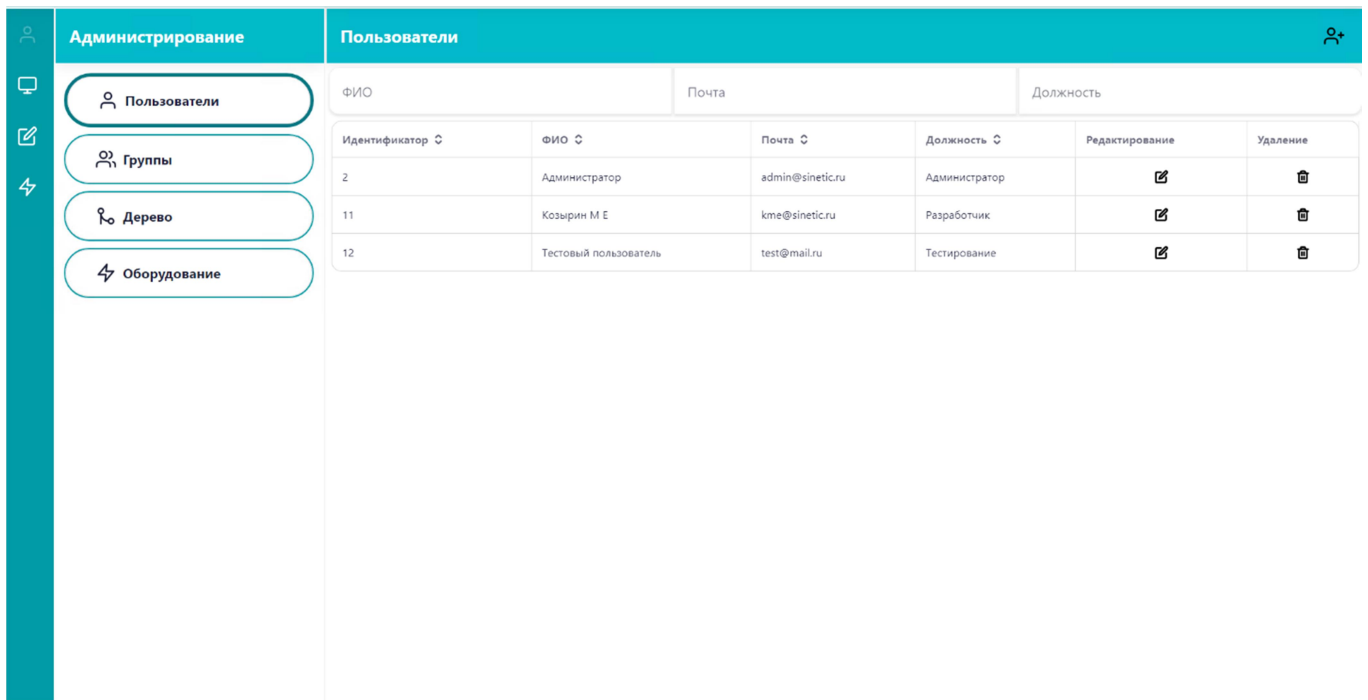 Администрирование
Пользователи
Пользователи
Группы
Дерево
Оборудование
ФИО Почта Должность
Идентификатор ФИО Почта Должность Редактирование Удаление
2 Администратор admin@sinetic.ru Администратор
11 Козырин М Е kme@sinetic.ru Разработчик
12 Тестовый пользователь test@mail.ru Тестирование